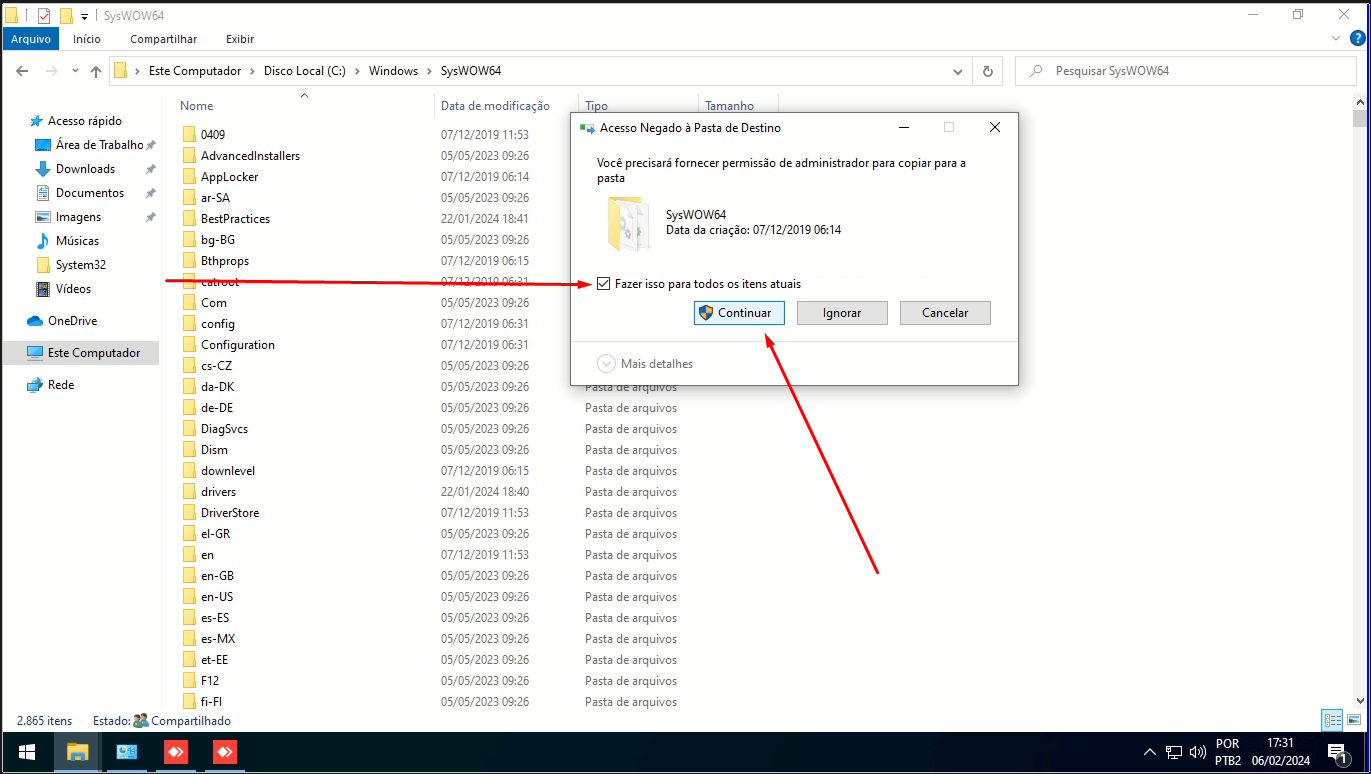 SysWOW64
Arquivo Início Compartilhar Exibir
Este Computador > Disco Local (C:) > Windows > SysWOW64
Pesquisar SysWOW64
Acesso rápido
Área de Trabalho
Downloads
Documentos
Imagens
Músicas
System32
Vídeos
OneDrive
Este Computador
Rede
Nome Data de modificação Tipo Tamanho
0409 07/12/2019 11:53
AdvancedInstallers 05/05/2023 09:26
AppLocker 07/12/2019 06:14
ar-SA 05/05/2023 09:26
BestPractices 22/01/2024 18:41
bg-BG 05/05/2023 09:26
Bthprops 07/12/2019 06:15
catroot 07/12/2019 06:31
Com 05/05/2023 09:26
config 07/12/2019 06:31
Configuration 07/12/2019 06:31
cs-CZ 05/05/2023 09:26
da-DK 05/05/2023 09:26 Pasta de arquivos
de-DE 05/05/2023 09:26 Pasta de arquivos
DiagSvcs 05/05/2023 09:26 Pasta de arquivos
Dism 05/05/2023 09:26 Pasta de arquivos
downlevel 07/12/2019 06:15 Pasta de arquivos
drivers 22/01/2024 18:40 Pasta de arquivos
DriverStore 07/12/2019 11:53 Pasta de arquivos
el-GR 05/05/2023 09:26 Pasta de arquivos
en 07/12/2019 11:53 Pasta de arquivos
en-GB 05/05/2023 09:26 Pasta de arquivos
en-US 05/05/2023 09:26 Pasta de arquivos
es-ES 05/05/2023 09:26 Pasta de arquivos
es-MX 05/05/2023 09:26 Pasta de arquivos
et-EE 05/05/2023 09:26 Pasta de arquivos
F12 05/05/2023 09:26 Pasta de arquivos
fi-FI 05/05/2023 09:26 Pasta de arquivos
Acesso Negado à Pasta de Destino
Você precisará fornecer permissão de administrador para copiar para a
pasta
SysWOW64
Data da criação: 07/12/2019 06:14
Fazer isso para todos os itens atuais
Continuar Ignorar Cancelar
Mais detalhes
2.865 itens Estado: Compartilhado
POR
PTB2
17:31
06/02/2024
1